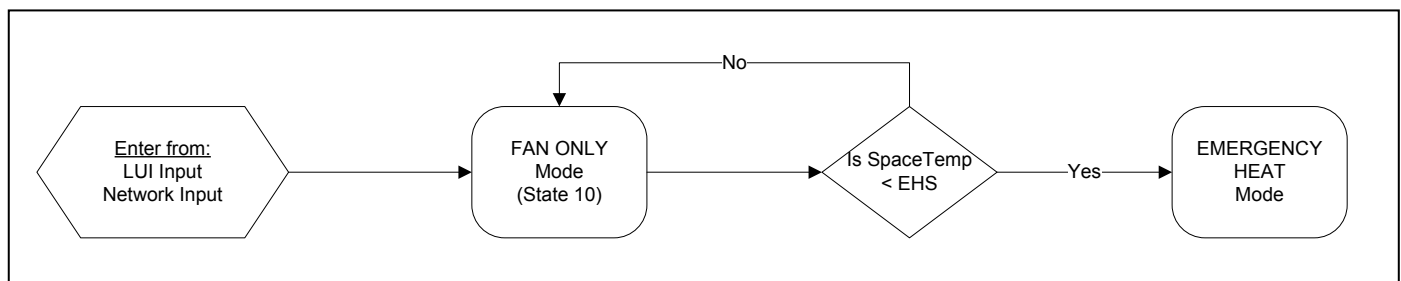 No
Enter from:
LUI Input
Network Input
FAN ONLY
Mode
(State 10)
Is SpaceTemp
< EHS
Yes
EMERGENCY
HEAT
Mode